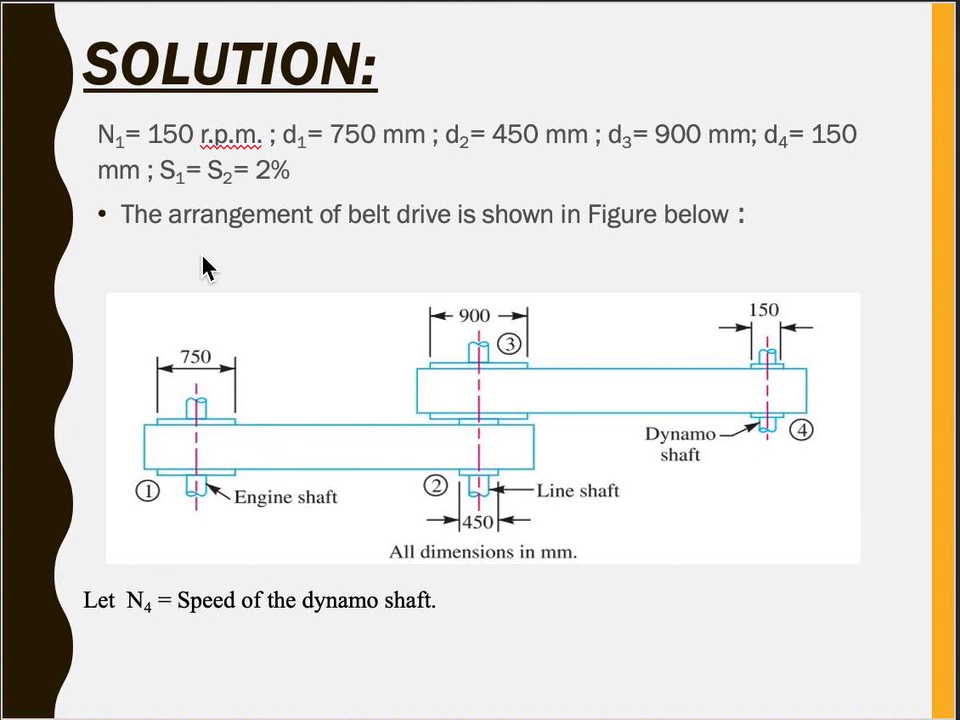 SOLUTION:
N₁= 150 r.p.m. ; d₁= 750 mm ; d₂= 450 mm ; d₃= 900 mm; d₄= 150
mm ; S₁= S₂= 2%
• The arrangement of belt drive is shown in Figure below :
900
150
3
750
Dynamo
shaft
4
1
Engine shaft
2
Line shaft
450
All dimensions in mm.
Let N₄ = Speed of the dynamo shaft.